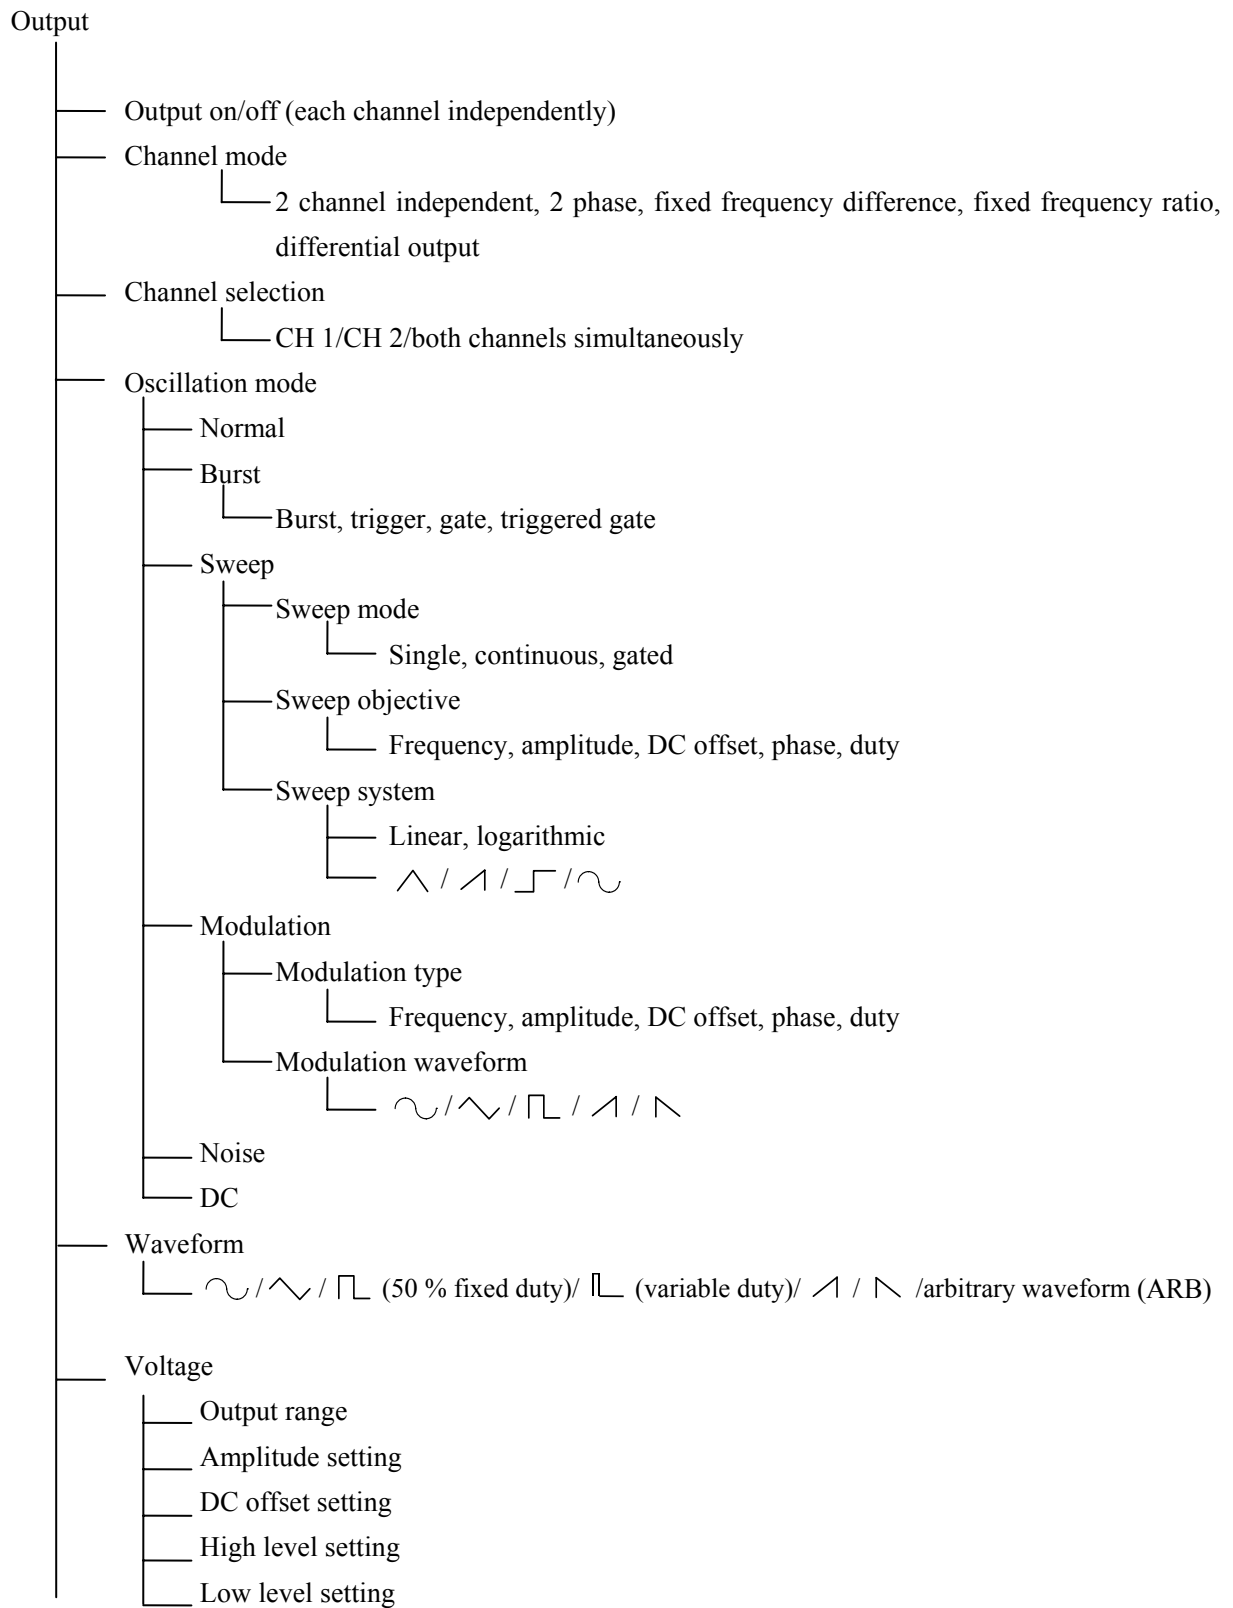 Output
Output on/off (each channel independently)
Channel mode
2 channel independent, 2 phase, fixed frequency difference, fixed frequency ratio,
differential output
Channel selection
CH 1/CH 2/both channels simultaneously
Oscillation mode
Normal
Burst
Burst, trigger, gate, triggered gate
Sweep
Sweep mode
Single, continuous, gated
Sweep objective
Frequency, amplitude, DC offset, phase, duty
Sweep system
Linear, logarithmic
/ / /
Modulation
Modulation type
Frequency, amplitude, DC offset, phase, duty
Modulation waveform
/ / / /
Noise
DC
Waveform
/ / (50 % fixed duty)/ (variable duty)/ / /arbitrary waveform (ARB)
Voltage
Output range
Amplitude setting
DC offset setting
High level setting
Low level setting